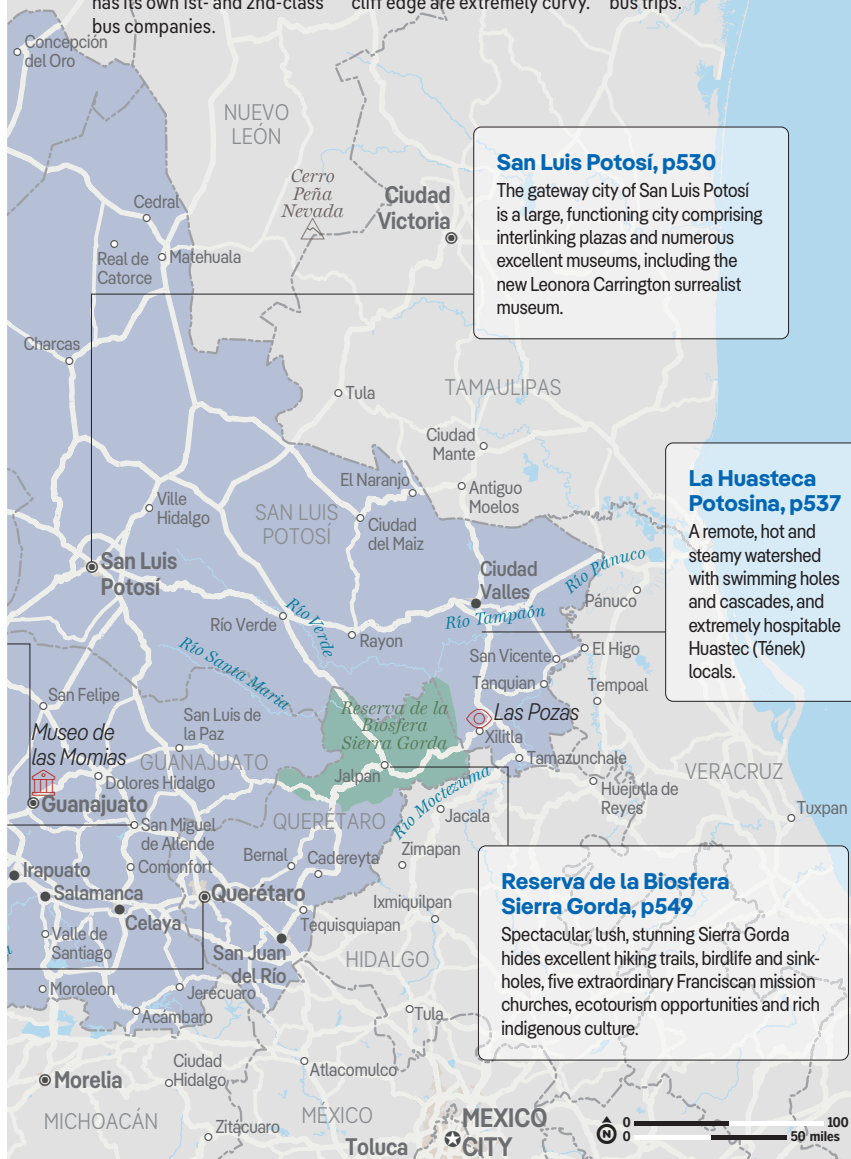 has its own 1st- and 2nd-class
bus companies.
cliff edge are extremely curvy.
bus trips.
Concepción
del Oro
NUEVO
LEÓN
San Luis Potosí, p530
The gateway city of San Luis Potosí
is a large, functioning city comprising
interlinking plazas and numerous
excellent museums, including the
new Leonora Carrington surrealist
museum.
Cerro
Peña
Nevada
Ciudad
Victoria
Cedral
Real de
Catorce
Matehuala
Charcas
Tula
TAMAULIPAS
Ciudad
Mante
La Huasteca
Potosina, p537
A remote, hot and
steamy watershed
with swimming holes
and cascades, and
extremely hospitable
Huastec (Tének)
locals.
El Naranjo
Antiguo
Moelos
Ville
Hidalgo
SAN LUIS
POTOSÍ
Ciudad
del Maiz
San Luis
Potosí
Ciudad
Valles
Río Pánuco
Pánuco
Río Verde
Río Verde
Río Tampaón
Rayon
Río Santa Maria
San Vicente
El Higo
Tanquian
Tempoal
San Felipe
San Luis de
la Paz
Reserva de la
Biosfera
Sierra Gorda
Las Pozas
Xilitla
Museo de
las Momias
GUANAJUATO
Tamazunchale
VERACRUZ
Jalpan
Dolores Hidalgo
Huejutla de
Reyes
Guanajuato
Río Moctezuma
Jacala
Tuxpan
QUERÉTARO
San Miguel
de Allende
Bernal
Cadereyta
Zimapan
Irapuato
Comonfort
Reserva de la Biosfera
Sierra Gorda, p549
Spectacular, lush, stunning Sierra Gorda
hides excellent hiking trails, birdlife and sink-
holes, five extraordinary Franciscan mission
churches, ecotourism opportunities and rich
indigenous culture.
Salamanca
Querétaro
Ixmiquilpan
Celaya
Tequisquiapan
Valle de
Santiago
San Juan
del Río
HIDALGO
Moroleon
Jerécuaro
Acámbaro
Tula
Morelia
Ciudad
Hidalgo
Atlacomulco
MICHOACÁN
MÉXICO
Zitácuaro
Toluca
MEXICO
CITY
N
0
100
0
50 miles